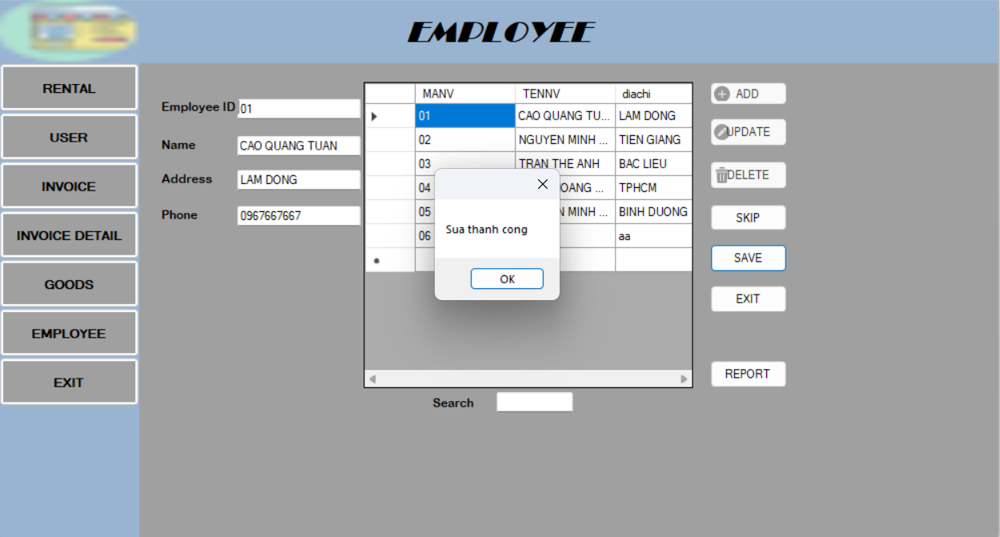 EMPLOYEE
RENTAL
USER
INVOICE
INVOICE DETAIL
GOODS
EMPLOYEE
EXIT
Employee ID 01
Name CAO QUANG TUAN
Address LAM DONG
Phone 0967667667
MANV TENNV diachi
01 CAO QUANG TU... LAM DONG
02 NGUYEN MINH ... TIEN GIANG
03 TRAN THE ANH BAC LIEU
04 OANG ... TPHCM
05 N MINH ... BINH DUONG
06 aa
Sua thanh cong
OK
Search
ADD
UPDATE
DELETE
SKIP
SAVE
EXIT
REPORT